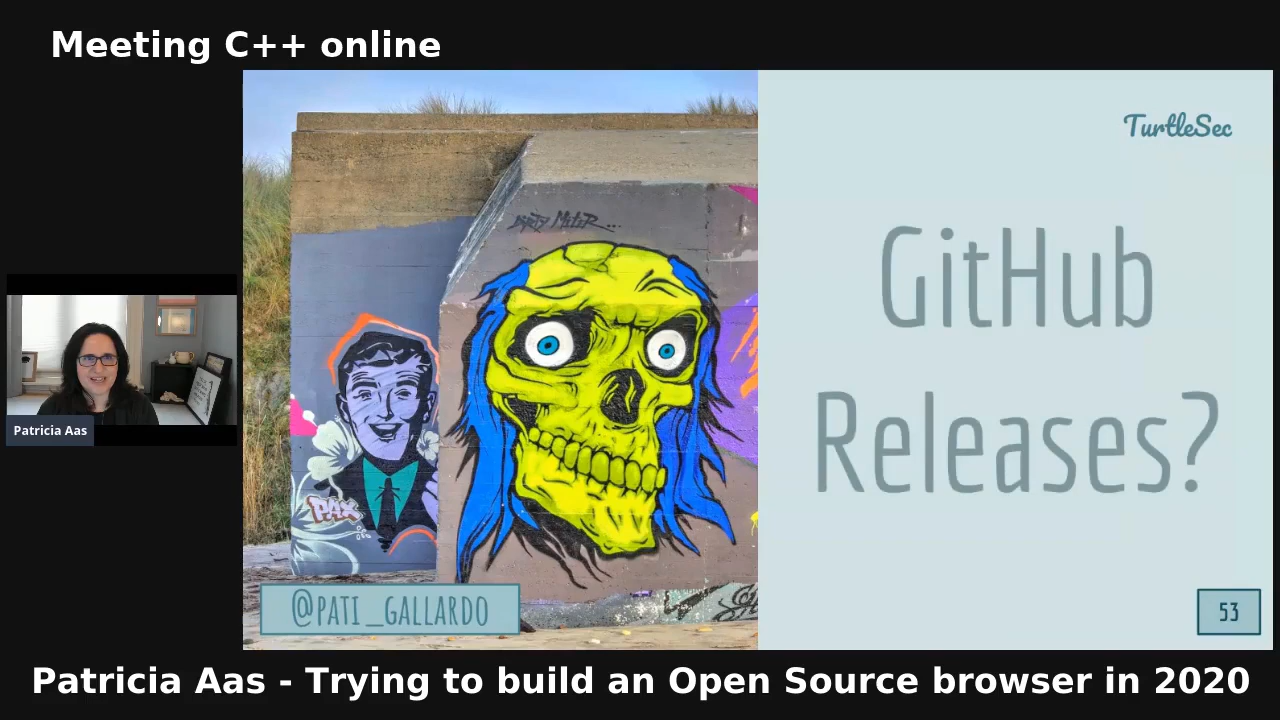 Meeting C++ online
TurtleSec
GitHub
Releases?
PAX
Patricia Aas
@PATI_GALLARDO
53
Patricia Aas - Trying to build an Open Source browser in 2020